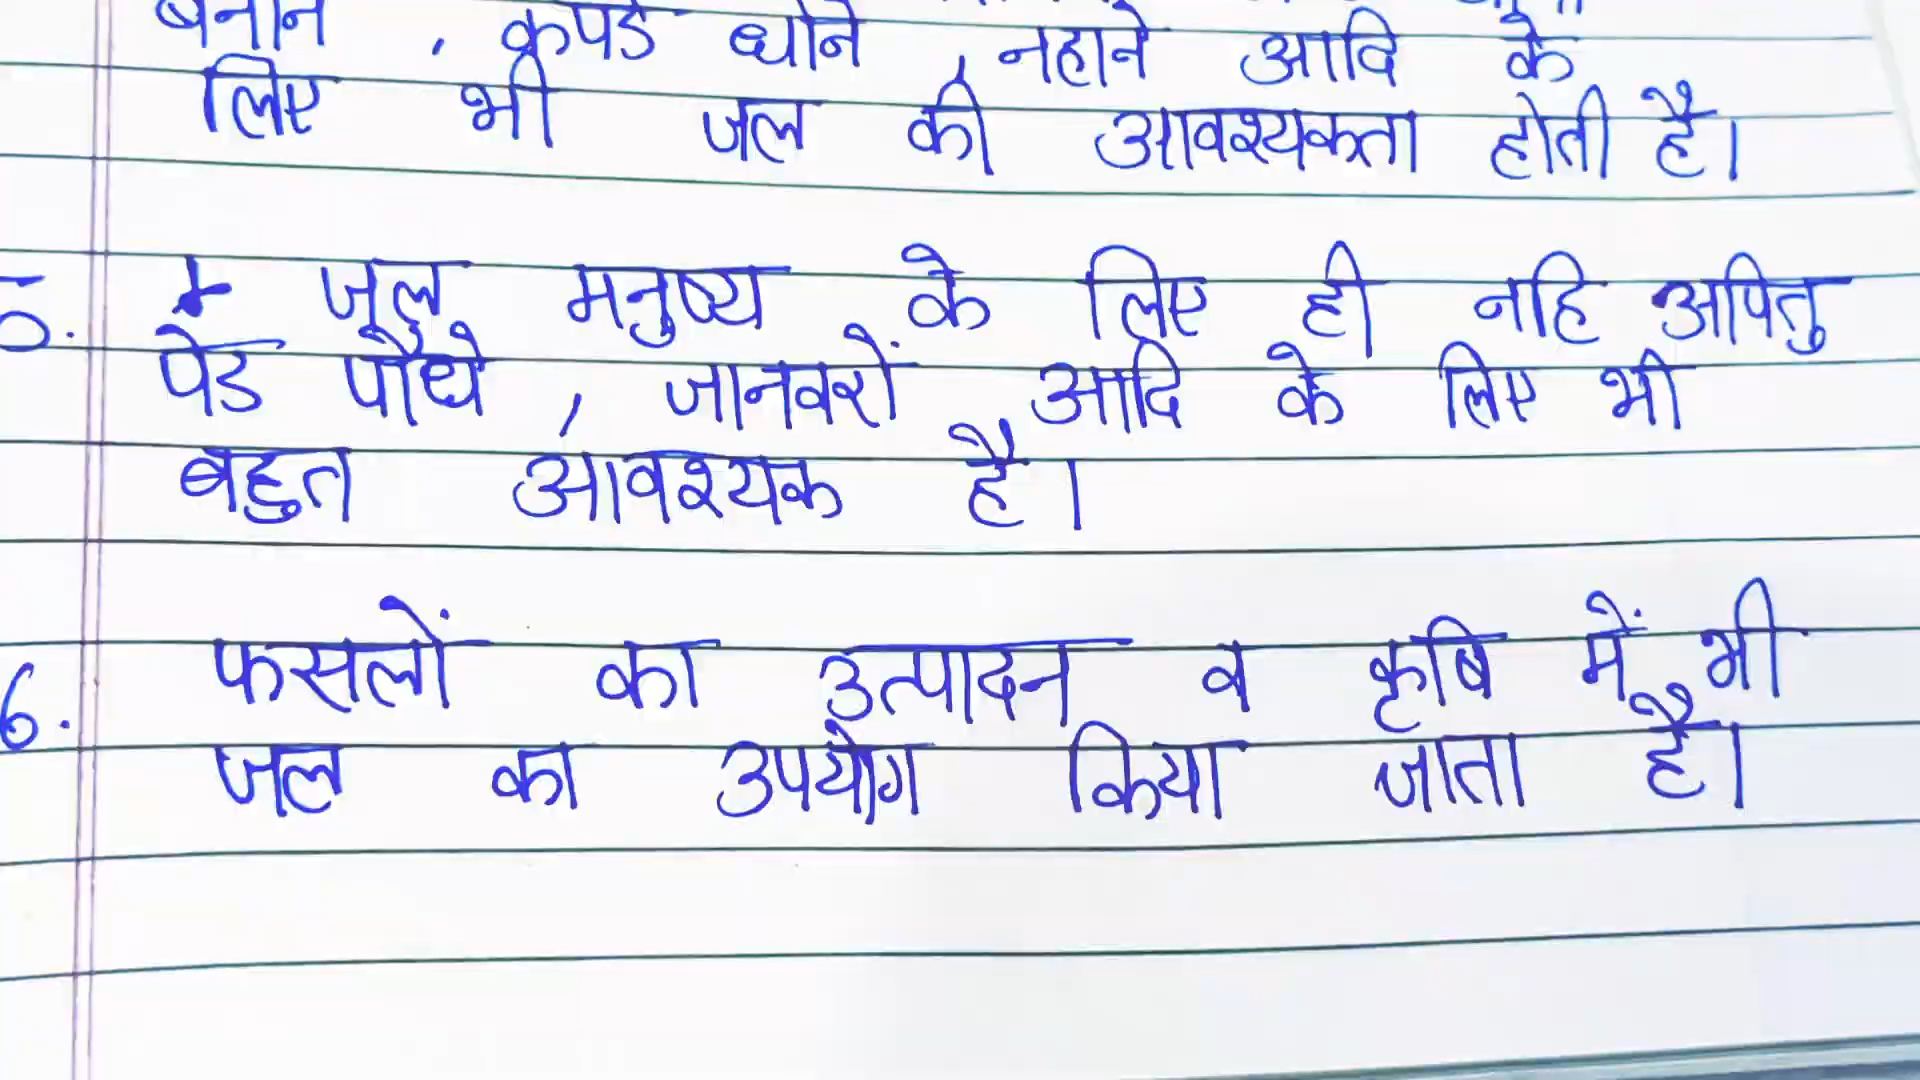 बनाने , कपडे धोने , नहाने आदि के
लिए भी जल की आवश्यकता होती है।
5. जल मनुष्य के लिए ही नहि अपितु
पेड पौधे , जानवरों आदि के लिए भी
बहुत आवश्यक है।
6. फसलों का उत्पादन व कृषि में भी
जल का उपयोग किया जाता है।